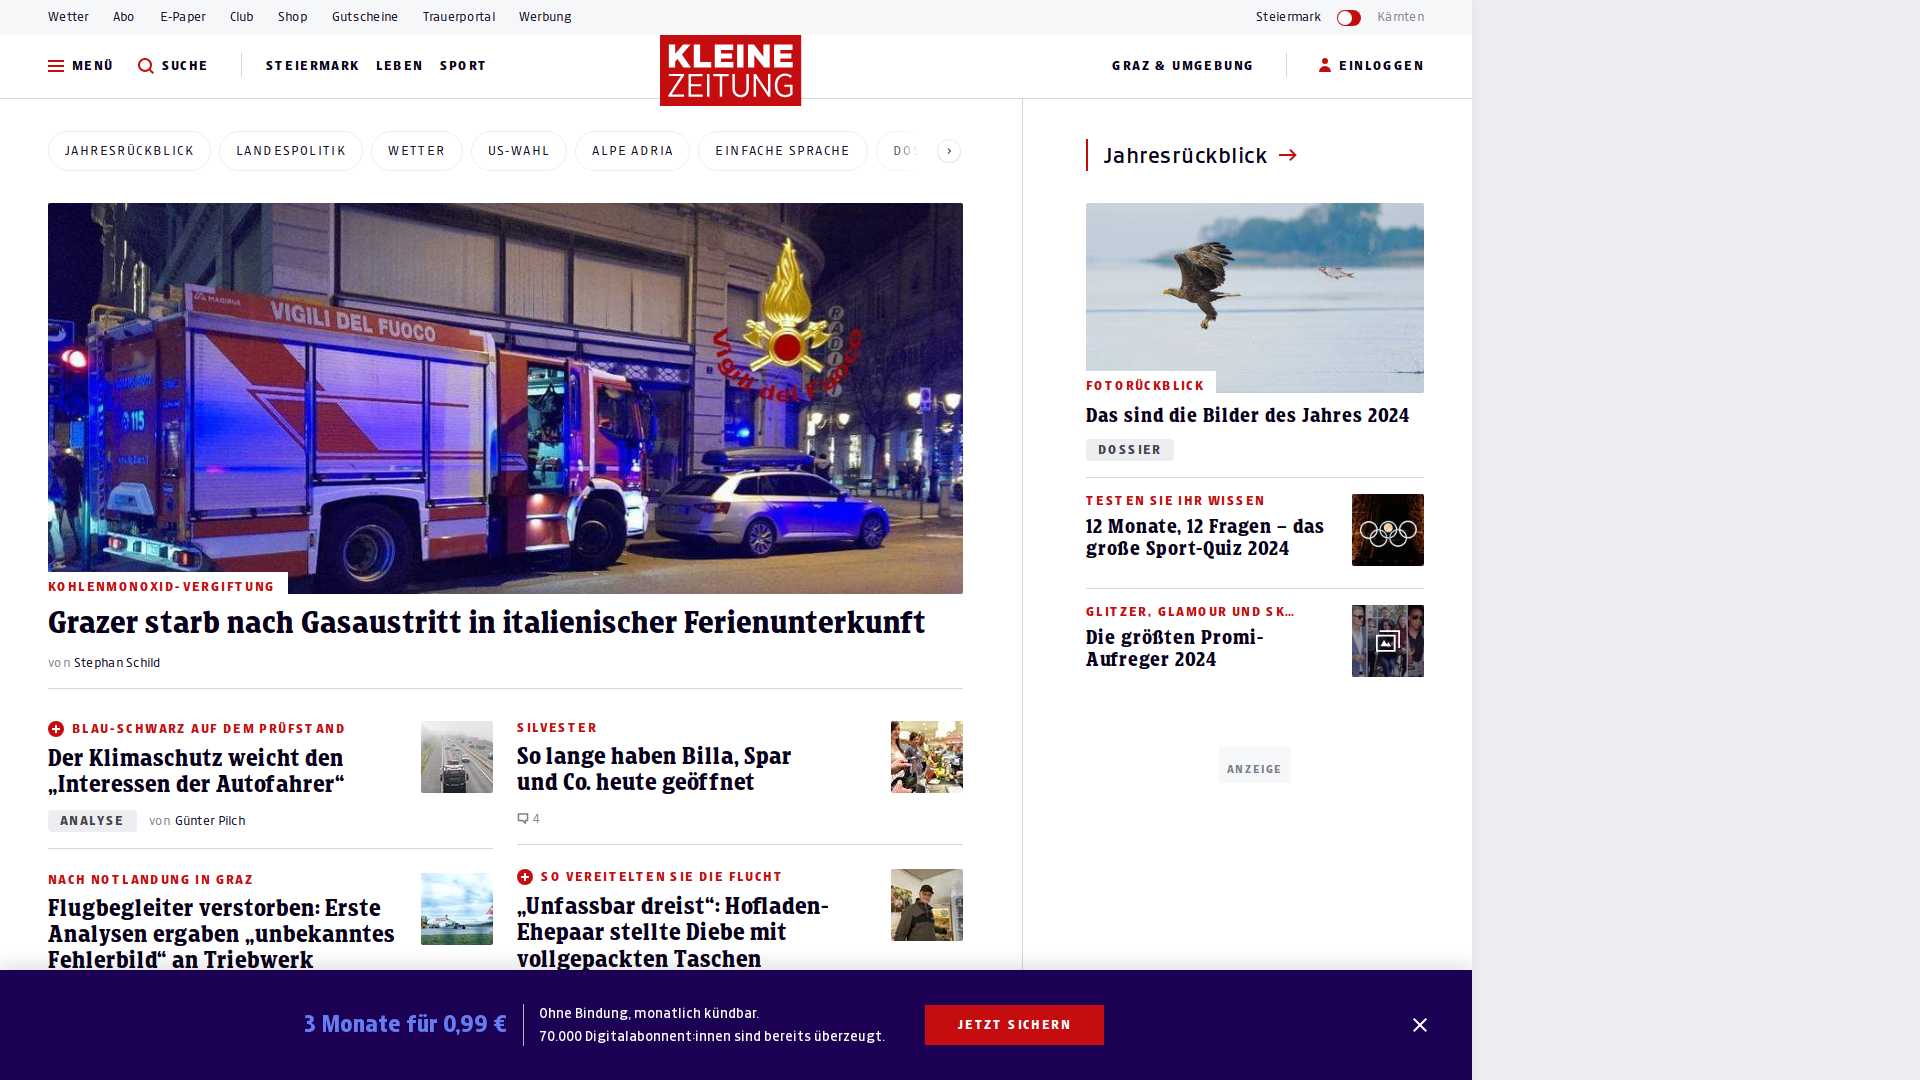 Wetter Abo E-Paper Club Shop Gutscheine Trauerportal Werbung Steiermark Kärnten
MENÜ SUCHE STEIERMARK LEBEN SPORT KLEINE ZEITUNG GRAZ & UMGEBUNG EINLOGGEN
JAHRESRÜCKBLICK LANDESPOLITIK WETTER US-WAHL ALPE ADRIA EINFACHE SPRACHE
MAGIRUS
VIGILI DEL FUOCO
115
Vigili del Fuoco
RADIO
KOHLENMONOXID-VERGIFTUNG
Grazer starb nach Gasaustritt in italienischer Ferienunterkunft
von Stephan Schild
BLAU-SCHWARZ AUF DEM PRÜFSTAND
Der Klimaschutz weicht den
„Interessen der Autofahrer“
ANALYSE von Günter Pilch
NACH NOTLANDUNG IN GRAZ
Flugbegleiter verstorben: Erste
Analysen ergaben „unbekanntes
Fehlerbild“ an Triebwerk
SILVESTER
So lange haben Billa, Spar
und Co. heute geöffnet
4
SO VEREITELTEN SIE DIE FLUCHT
„Unfassbar dreist“: Hofladen-
Ehepaar stellte Diebe mit
vollgepackten Taschen
Jahresrückblick
FOTORÜCKBLICK
Das sind die Bilder des Jahres 2024
DOSSIER
TESTEN SIE IHR WISSEN
12 Monate, 12 Fragen – das
große Sport-Quiz 2024
GLITZER, GLAMOUR UND SK...
Die größten Promi-
Aufreger 2024
ANZEIGE
3 Monate für 0,99 €
Ohne Bindung, monatlich kündbar.
70.000 Digitalabonnent:innen sind bereits überzeugt.
JETZT SICHERN